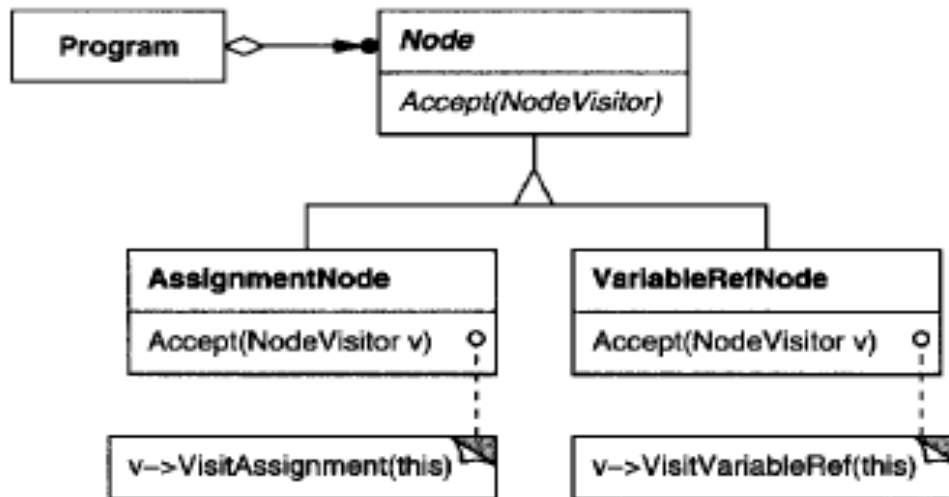 Program
Node
Accept(NodeVisitor)
AssignmentNode
VariableRefNode
Accept(NodeVisitor v)
Accept(NodeVisitor v)
v->VisitAssignment(this)
v->VisitVariableRef(this)